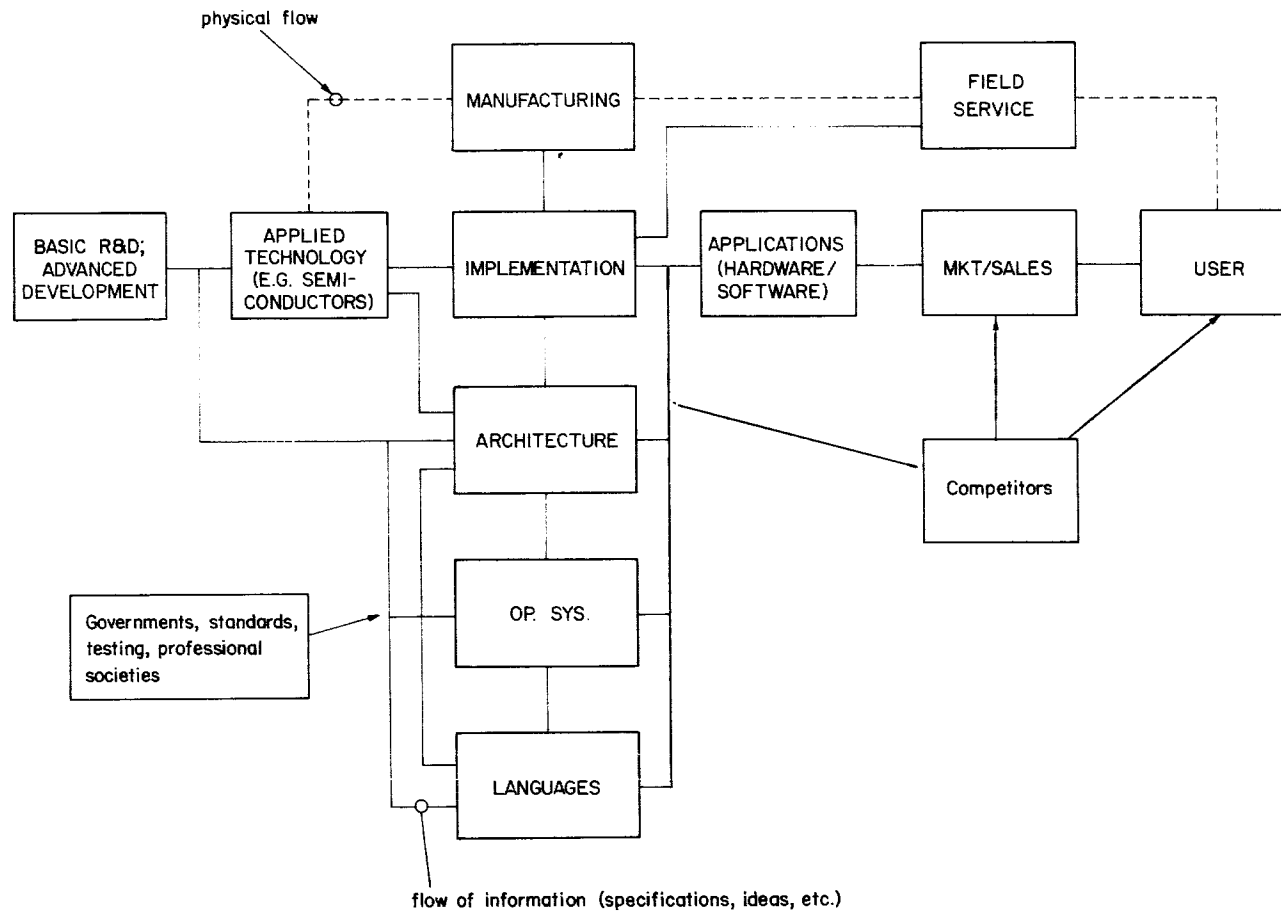 physical flow
MANUFACTURING
FIELD
SERVICE
BASIC R&D;
ADVANCED
DEVELOPMENT
APPLIED
TECHNOLOGY
(E.G. SEMI-
CONDUCTORS)
IMPLEMENTATION
APPLICATIONS
(HARDWARE/
SOFTWARE)
MKT/SALES
USER
ARCHITECTURE
Competitors
OP. SYS.
Governments, standards,
testing, professional
societies
LANGUAGES
flow of information (specifications, ideas, etc.)